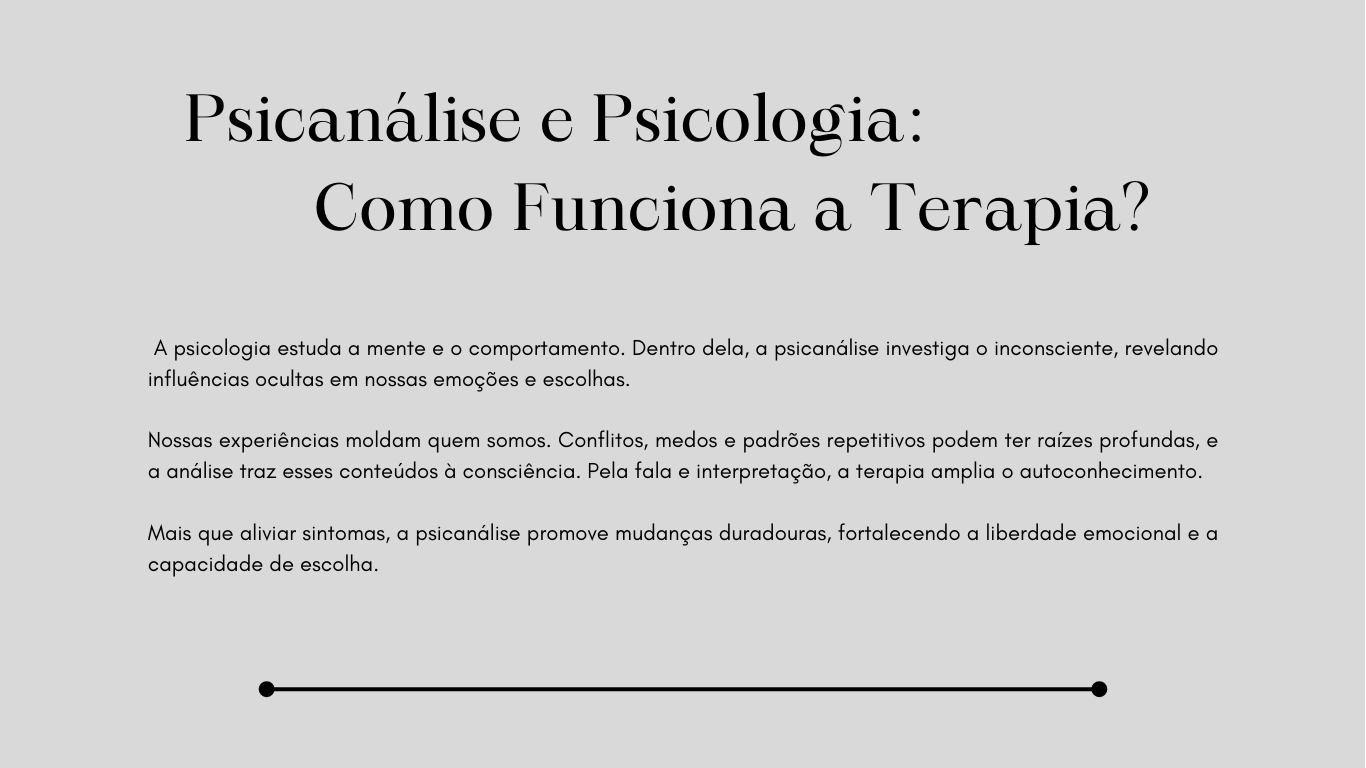 Psicanálise e Psicologia:
Como Funciona a Terapia?
A psicologia estuda a mente e o comportamento. Dentro dela, a psicanálise investiga o inconsciente, revelando
influências ocultas em nossas emoções e escolhas.
Nossas experiências moldam quem somos. Conflitos, medos e padrões repetitivos podem ter raízes profundas, e
a análise traz esses conteúdos à consciência. Pela fala e interpretação, a terapia amplia o autoconhecimento.
Mais que aliviar sintomas, a psicanálise promove mudanças duradouras, fortalecendo a liberdade emocional e a
capacidade de escolha.